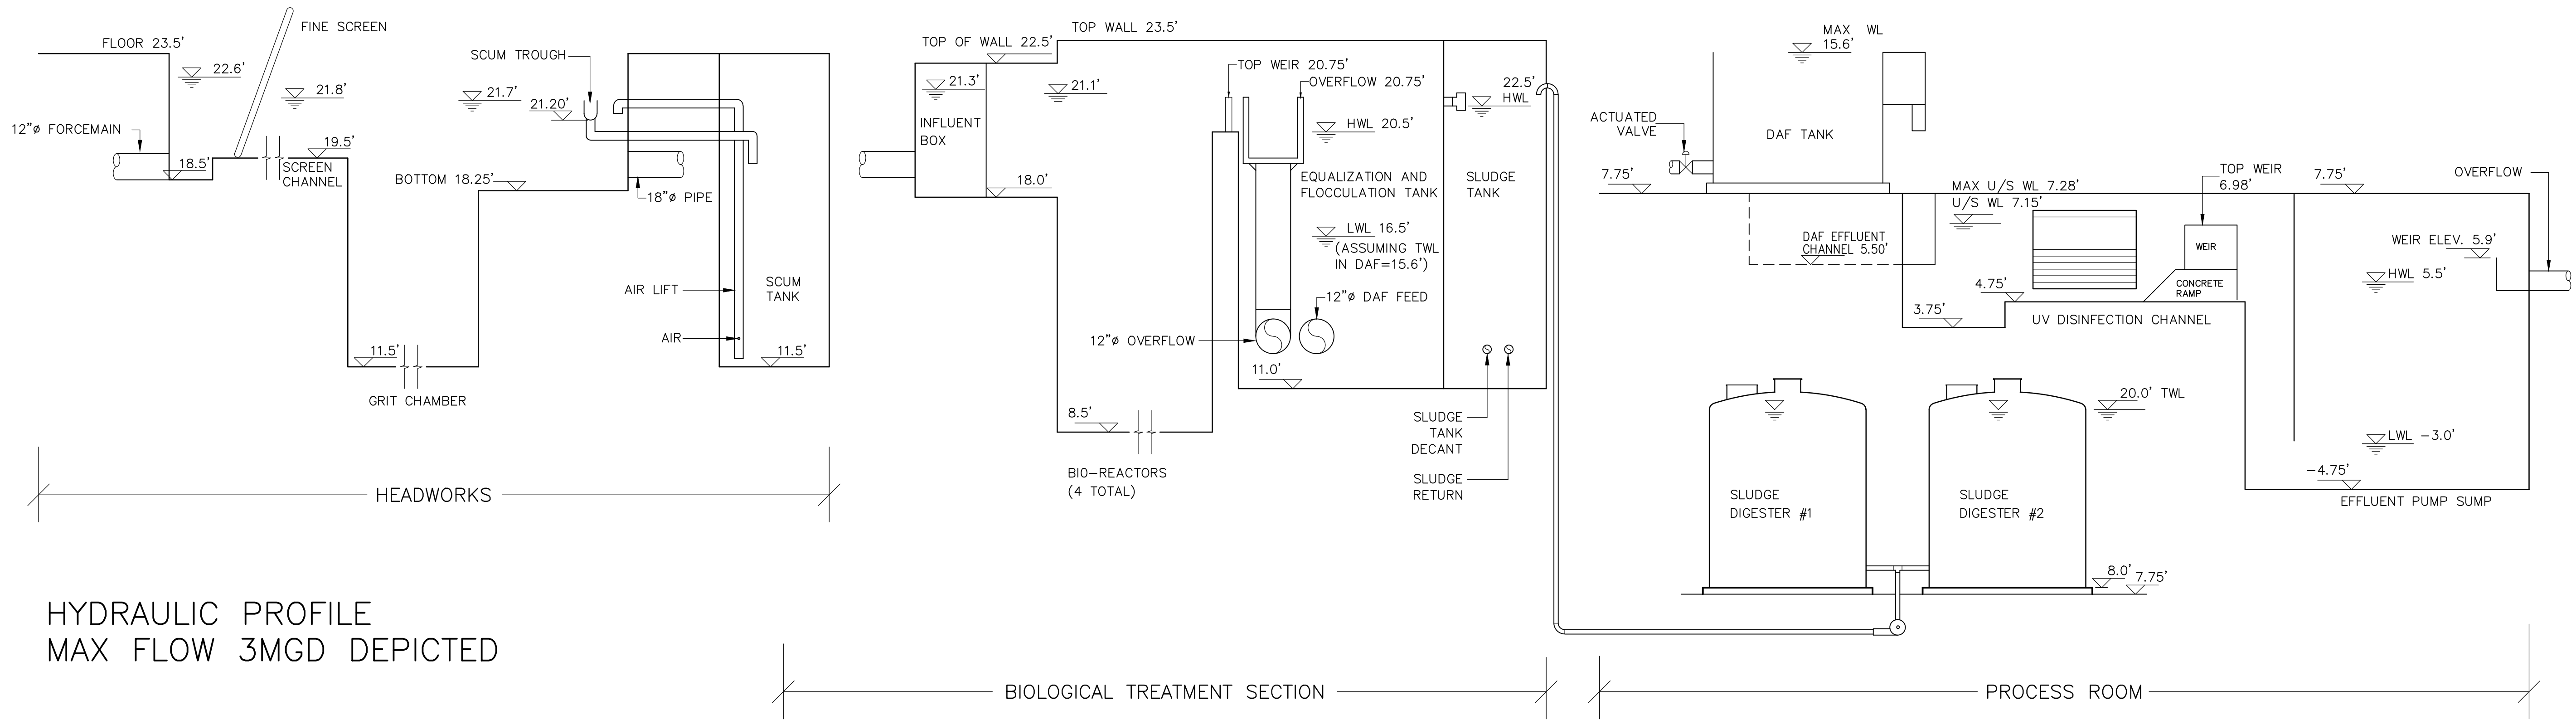 FINE SCREEN
FLOOR 23.5'
22.6'
21.8'
12"ø FORCEMAIN
18.5'
19.5'
SCREEN
CHANNEL
SCUM TROUGH
21.7'
21.20'
BOTTOM 18.25'
18"ø PIPE
AIR LIFT
SCUM
TANK
AIR
11.5'
11.5'
GRIT CHAMBER
HEADWORKS
TOP WALL 23.5'
TOP OF WALL 22.5'
21.3'
21.1'
INFLUENT
BOX
18.0'
TOP WEIR 20.75'
OVERFLOW 20.75'
HWL 20.5'
22.5'
HWL
EQUALIZATION AND
FLOCCULATION TANK
SLUDGE
TANK
LWL 16.5'
(ASSUMING TWL
IN DAF=15.6')
12"ø DAF FEED
12"ø OVERFLOW
11.0'
8.5'
BIO-REACTORS
(4 TOTAL)
SLUDGE
TANK
DECANT
SLUDGE
RETURN
BIOLOGICAL TREATMENT SECTION
MAX WL
15.6'
ACTUATED
VALVE
DAF TANK
7.75'
MAX U/S WL 7.28'
U/S WL 7.15'
TOP WEIR
6.98'
7.75'
OVERFLOW
DAF EFFLUENT
CHANNEL 5.50'
WEIR
WEIR ELEV. 5.9'
HWL 5.5'
4.75'
CONCRETE
RAMP
3.75'
UV DISINFECTION CHANNEL
20.0' TWL
LWL -3.0'
-4.75'
EFFLUENT PUMP SUMP
SLUDGE
DIGESTER #1
SLUDGE
DIGESTER #2
8.0'
7.75'
PROCESS ROOM
HYDRAULIC PROFILE
MAX FLOW 3MGD DEPICTED